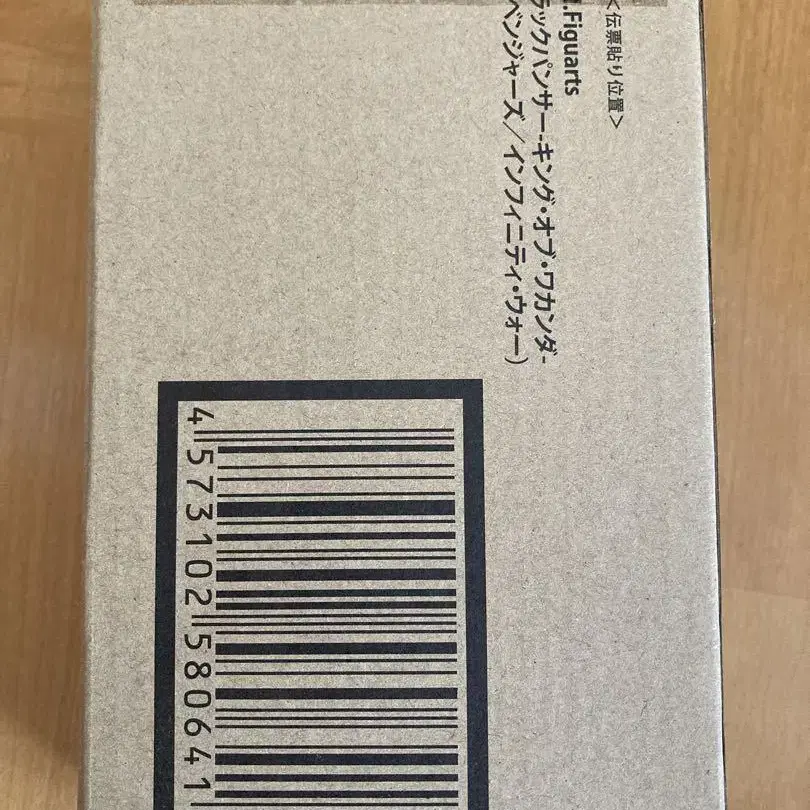 <伝票貼り位置>
.Figuarts
ラックパンサー-キング・オブ・ワカンダ-
ベンジャーズ/インフィニティ・ウォー)
4 573102 580641